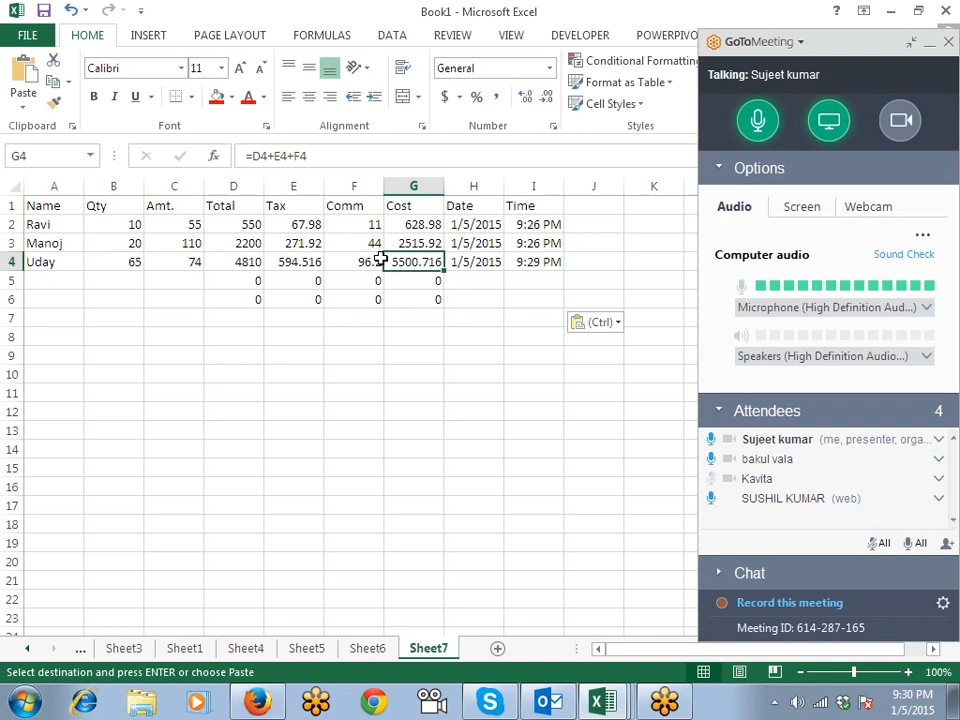 Book1 - Microsoft Excel
FILE HOME INSERT PAGE LAYOUT FORMULAS DATA REVIEW VIEW DEVELOPER POWERPIVO
Paste
Calibri 11
B I U
General
$ % ,
Conditional Formatting
Format as Table
Cell Styles
Clipboard Font Alignment Number Styles
G4 fx =D4+E4+F4
A B C D E F G H I J K
1 Name Qty Amt. Total Tax Comm Cost Date Time
2 Ravi 10 55 550 67.98 11 628.98 1/5/2015 9:26 PM
3 Manoj 20 110 2200 271.92 44 2515.92 1/5/2015 9:26 PM
4 Uday 65 74 4810 594.516 96. 5500.716 1/5/2015 9:29 PM
5 0 0 0 0
6 0 0 0 0
7
(Ctrl)
8
9
10
11
12
13
14
15
16
17
18
19
20
21
22
23
... Sheet3 Sheet1 Sheet4 Sheet5 Sheet6 Sheet7
Select destination and press ENTER or choose Paste
100%
GoToMeeting
Talking: Sujeet kumar
Options
Audio Screen Webcam
Computer audio Sound Check
Microphone (High Definition Aud...)
Speakers (High Definition Audio...)
Attendees 4
Sujeet kumar (me, presenter, orga...
bakul vala
Kavita
SUSHIL KUMAR (web)
All All
Chat
Record this meeting
Meeting ID: 614-287-165
9:30 PM
1/5/2015